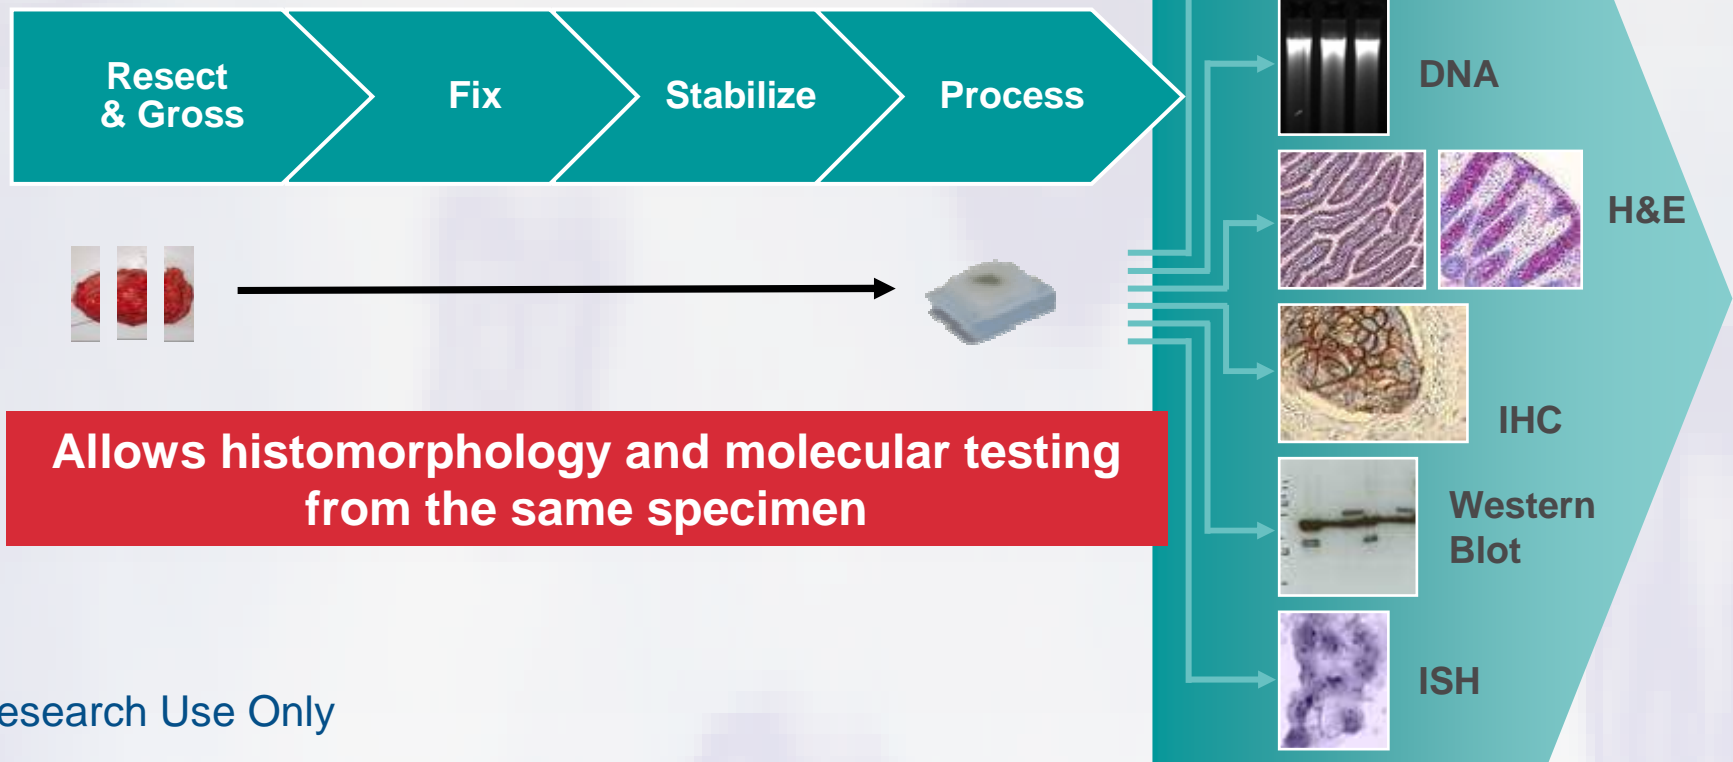 Resect
& Gross
Fix
Stabilize
Process
DNA
H&E
IHC
Western
Blot
ISH
Allows histomorphology and molecular testing
from the same specimen
esearch Use Only